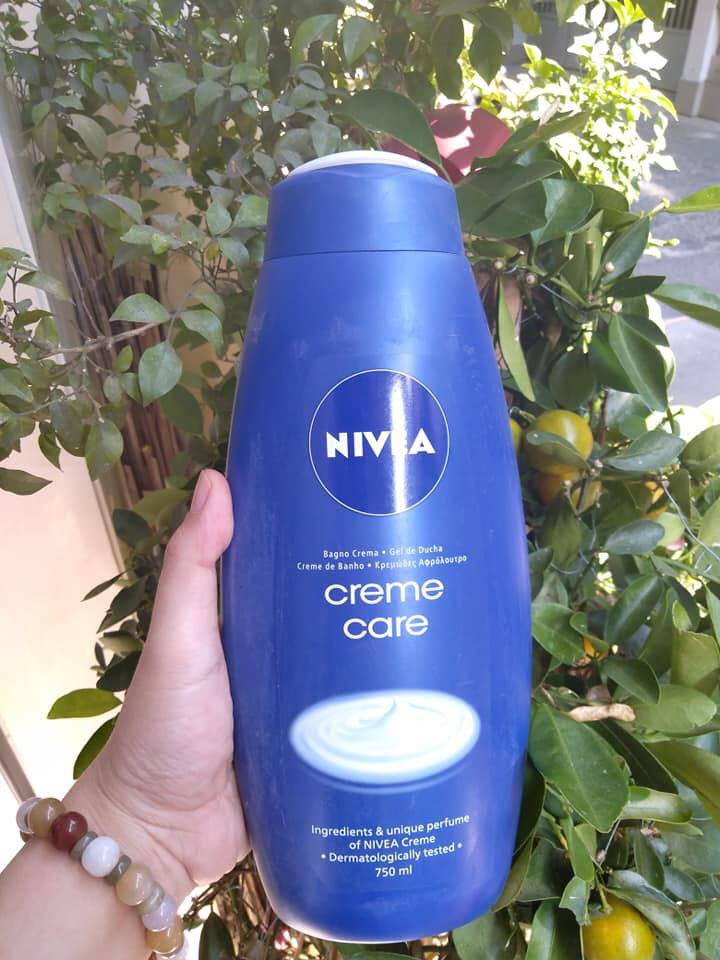 NIVEA
Bagno Crema • Gel de Ducha
Creme de Banho • Κρεμώδες Αφρόλουτρο
creme
care
Ingredients & unique perfume
of NIVEA Creme
• Dermatologically tested •
750 ml